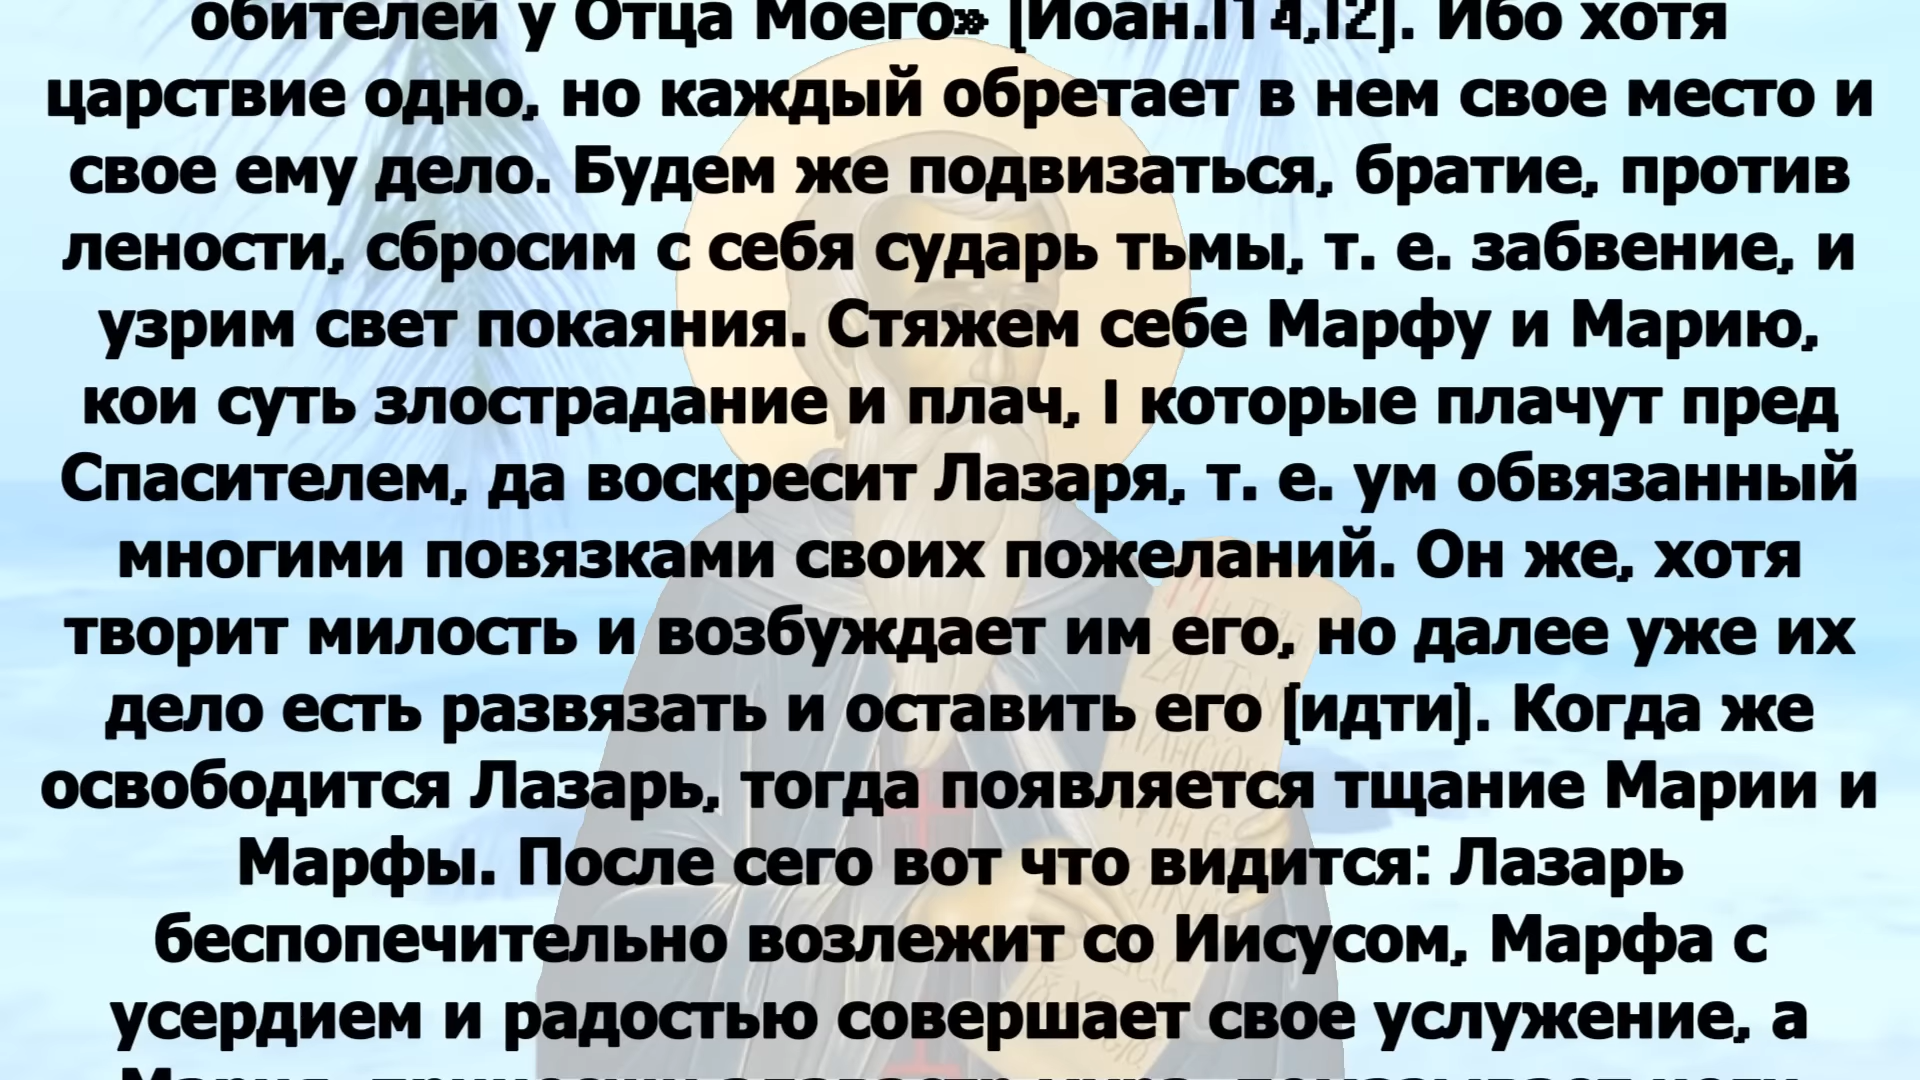 обителей у Отца Моего» [Иоан.l14,l2]. Ибо хотя
царствие одно, но каждый обретает в нем свое место и
свое ему дело. Будем же подвизаться, братие, против
лености, сбросим с себя сударь тьмы, т. е. забвение, и
узрим свет покаяния. Стяжем себе Марфу и Марию,
кои суть злострадание и плач, l которые плачут пред
Спасителем, да воскресит Лазаря, т. е. ум обвязанный
многими повязками своих пожеланий. Он же, хотя
творит милость и возбуждает им его, но далее уже их
дело есть развязать и оставить его [идти]. Когда же
освободится Лазарь, тогда появляется тщание Марии и
Марфы. После сего вот что видится: Лазарь
беспопечительно возлежит со Иисусом, Марфа с
усердием и радостью совершает свое услужение, а